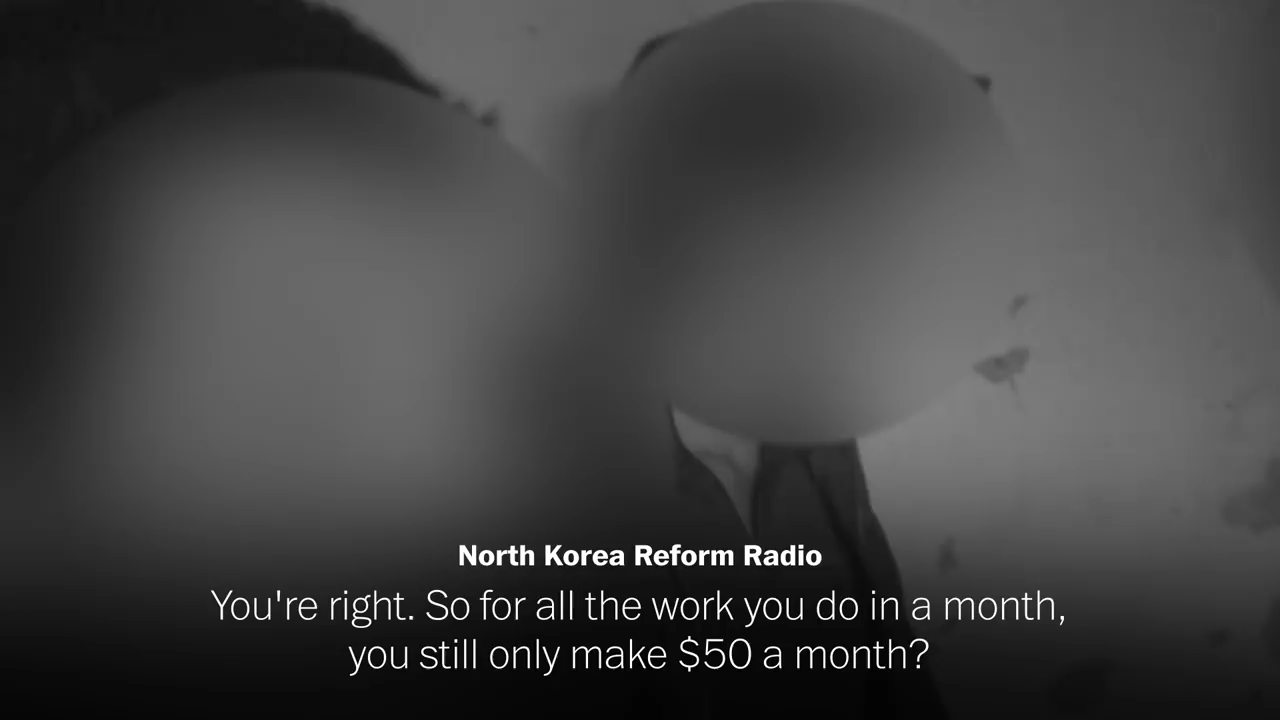 North Korea Reform Radio
You're right. So for all the work you do in a month,
you still only make $50 a month?